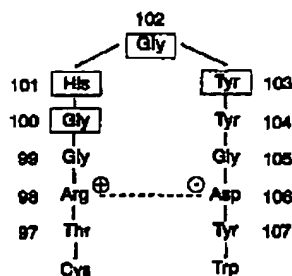 102
Gly
101 His Tyr 103
100 Gly Tyr 104
99 Gly Gly 105
98 Arg ⊕ ⊖ Asp 106
97 Thr Tyr 107
Cys Trp